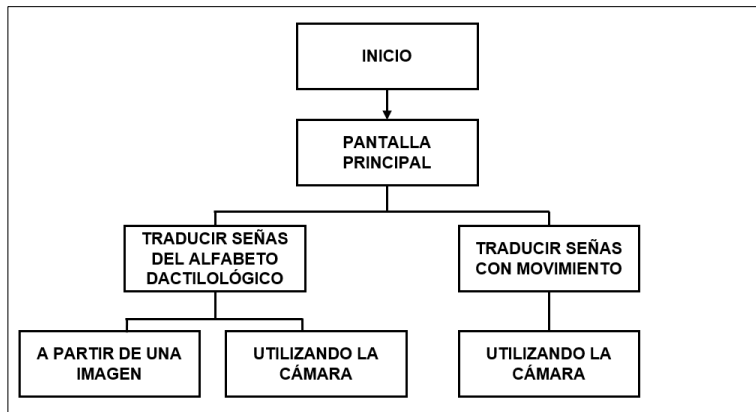 INICIO
PANTALLA
PRINCIPAL
TRADUCIR SEÑAS
DEL ALFABETO
DACTILOLÓGICO
TRADUCIR SEÑAS
CON MOVIMIENTO
A PARTIR DE UNA
IMAGEN
UTILIZANDO LA
CÁMARA
UTILIZANDO LA
CÁMARA